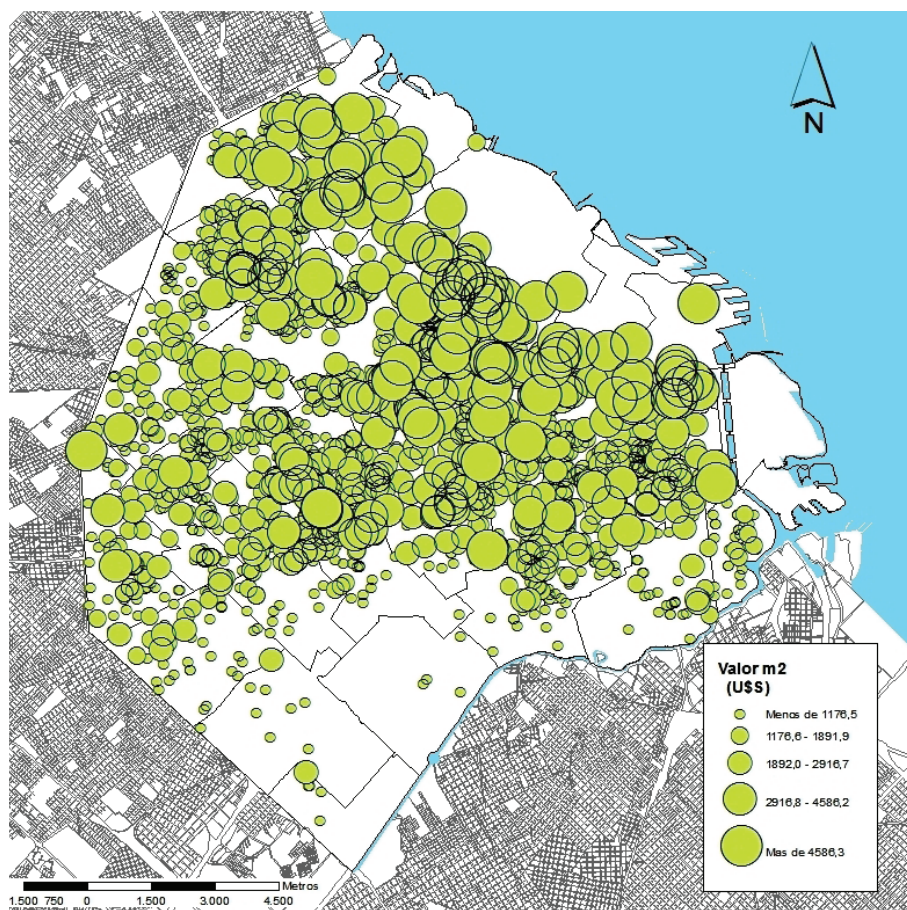 N
Valor m2
(U$S)
Menos de 1176,5
1176,6 - 1891,9
1892,0 - 2916,7
2916,8 - 4586,2
Mas de 4586,3
Metros
1.500 750 0 1.500 3.000 4.500